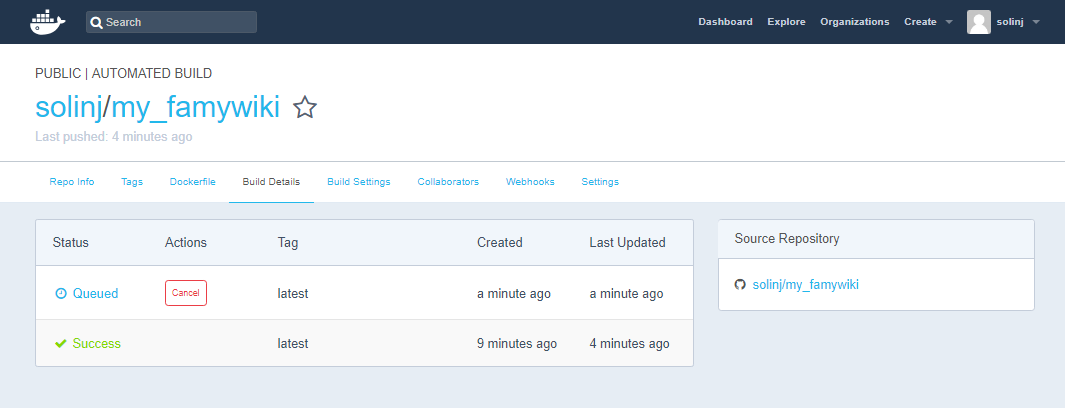 Search Dashboard Explore Organizations Create solinj
PUBLIC | AUTOMATED BUILD
solinj/my_famywiki
Last pushed: 4 minutes ago
Repo Info Tags Dockerfile Build Details Build Settings Collaborators Webhooks Settings
Status Actions Tag Created Last Updated
Queued Cancel latest a minute ago a minute ago
Success latest 9 minutes ago 4 minutes ago
Source Repository
solinj/my_famywiki